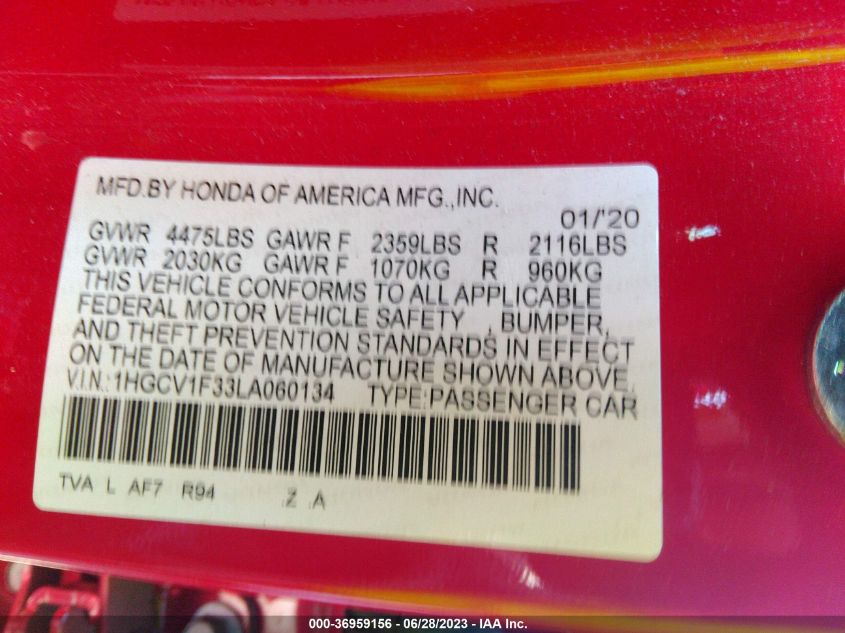 MFD.BY HONDA OF AMERICA MFG.,INC.
01/'20
GVWR 4475LBS GAWR F 2359LBS R 2116LBS
GVWR 2030KG GAWR F 1070KG R 960KG
THIS VEHICLE CONFORMS TO ALL APPLICABLE
FEDERAL MOTOR VEHICLE SAFETY , BUMPER,
AND THEFT PREVENTION STANDARDS IN EFFECT
ON THE DATE OF MANUFACTURE SHOWN ABOVE.
V.I.N.:1HGCV1F33LA060134 TYPE:PASSENGER CAR
TVA L AF7 R94 .Z .A
000-36959156 - 06/28/2023 - IAA Inc.